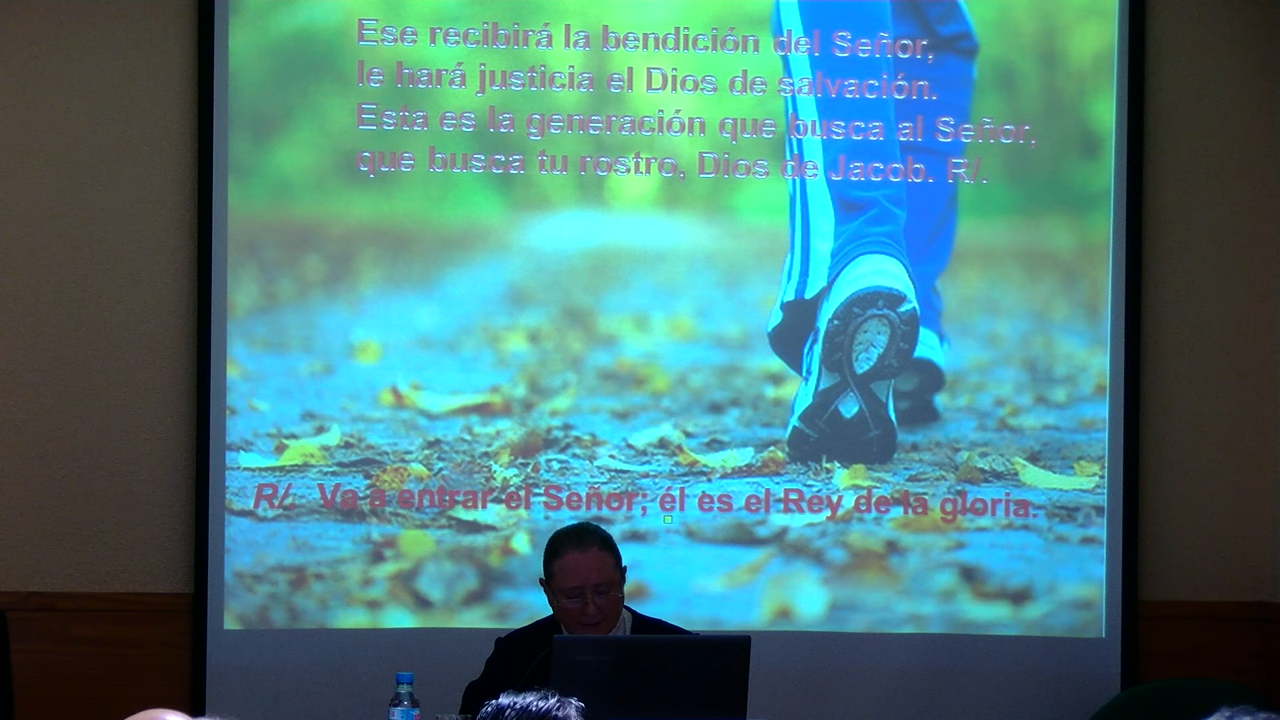 Ese recibirá la bendición del Señor,
le hará justicia el Dios de salvación.
Esta es la generación que busca al Señor,
que busca tu rostro, Dios de Jacob. R/.
R/. Va a entrar el Señor; él es el Rey de la gloria.